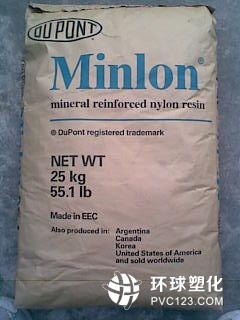 DUPONT
Minlon®
mineral reinforced nylon resin
® DuPont registered trademark
NET WT
25 kg
55.1 lb
Made in EEC
Also produced in: Argentina
Canada
Korea
United States of America
and sold worldwide
环球塑化
PVC123.COM